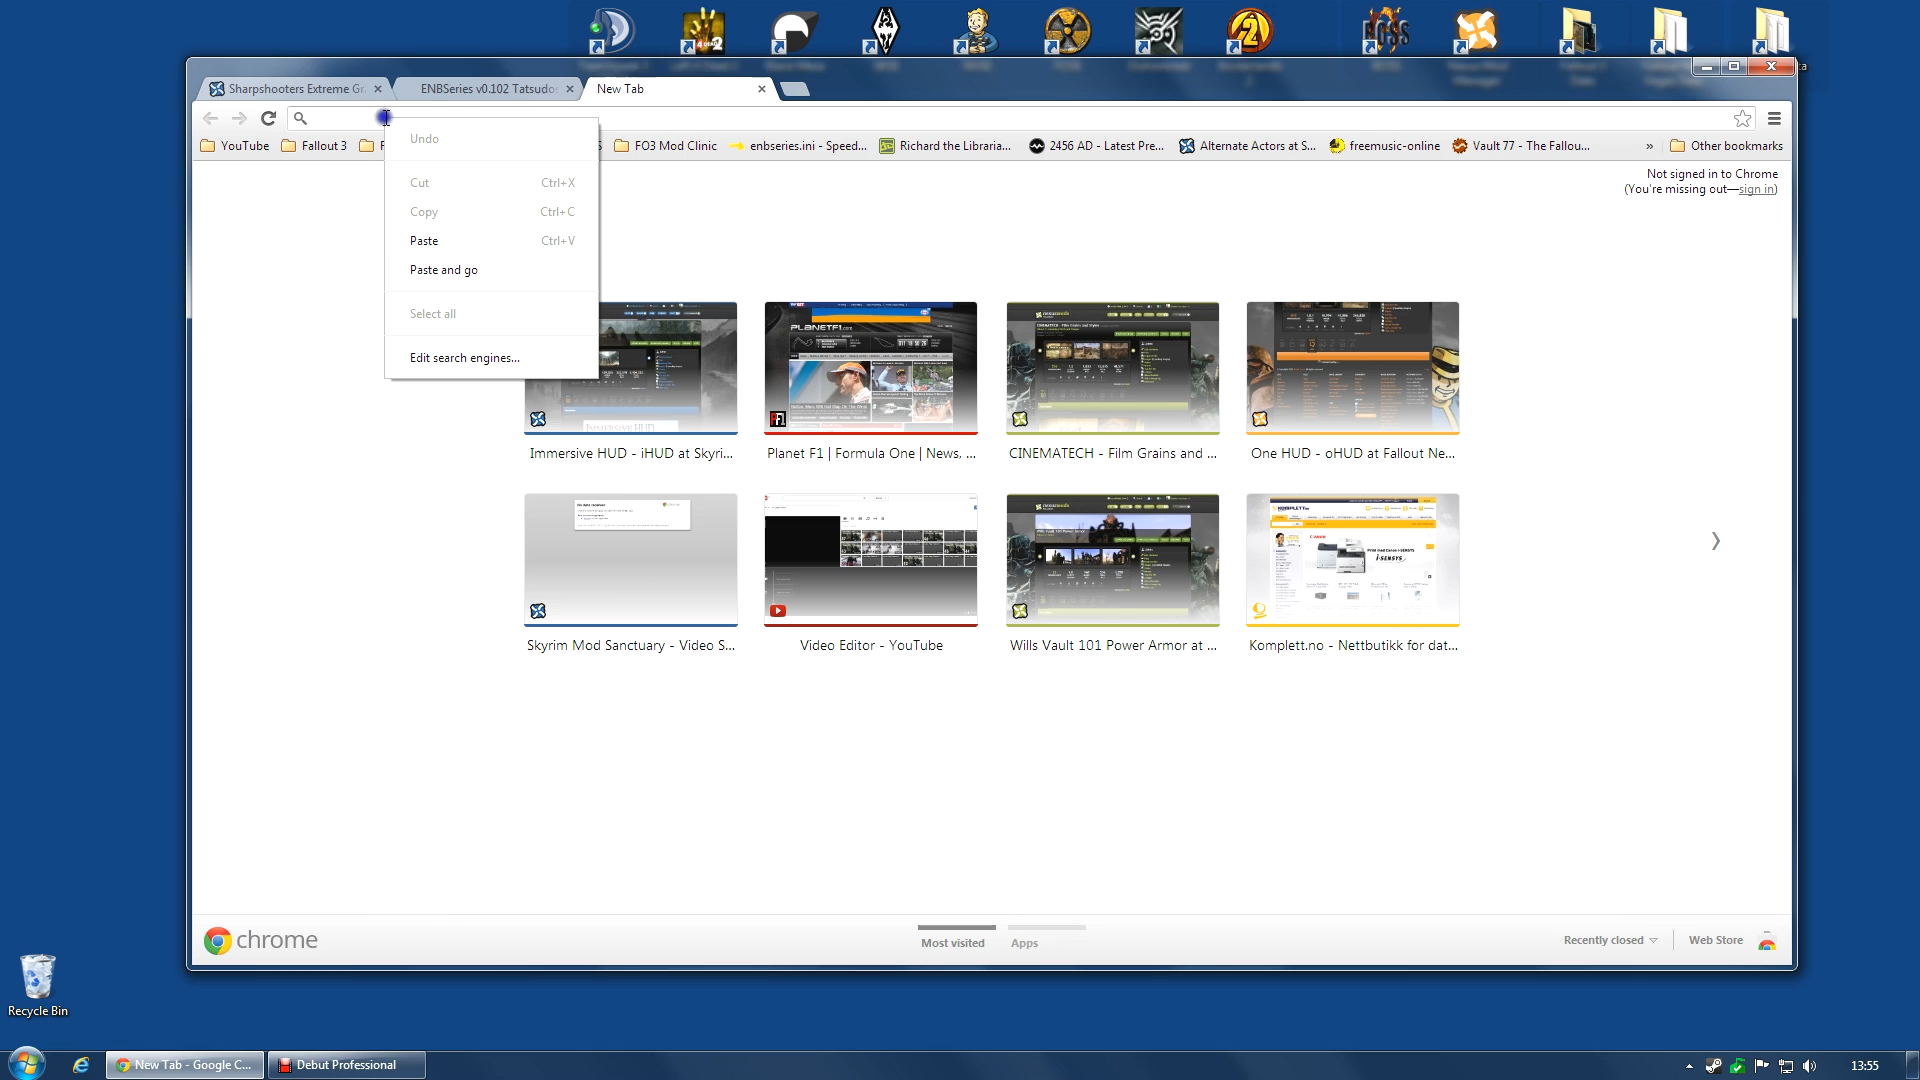 Sharpshooters Extreme Gr
ENBSeries v0.102 Tatsudos
New Tab
YouTube
Fallout 3
F
S
FO3 Mod Clinic
enbseries.ini - Speed...
Richard the Libraria...
2456 AD - Latest Pre...
Alternate Actors at S...
freemusic-online
Vault 77 - The Fallou...
»
Other bookmarks
Undo
Cut Ctrl+X
Copy Ctrl+C
Paste Ctrl+V
Paste and go
Select all
Edit search engines...
Not signed in to Chrome
(You're missing out—sign in)
PLANETF1.com
Immersive HUD - iHUD at Skyri...
Planet F1 | Formula One | News, ...
CINEMATECH - Film Grains and ...
One HUD - oHUD at Fallout Ne...
Skyrim Mod Sanctuary - Video S...
Video Editor - YouTube
Wills Vault 101 Power Armor at ...
Komplett.no - Nettbutikk for dat...
chrome
Most visited
Apps
Recently closed
Web Store
Recycle Bin
New Tab - Google C...
Debut Professional
13:55